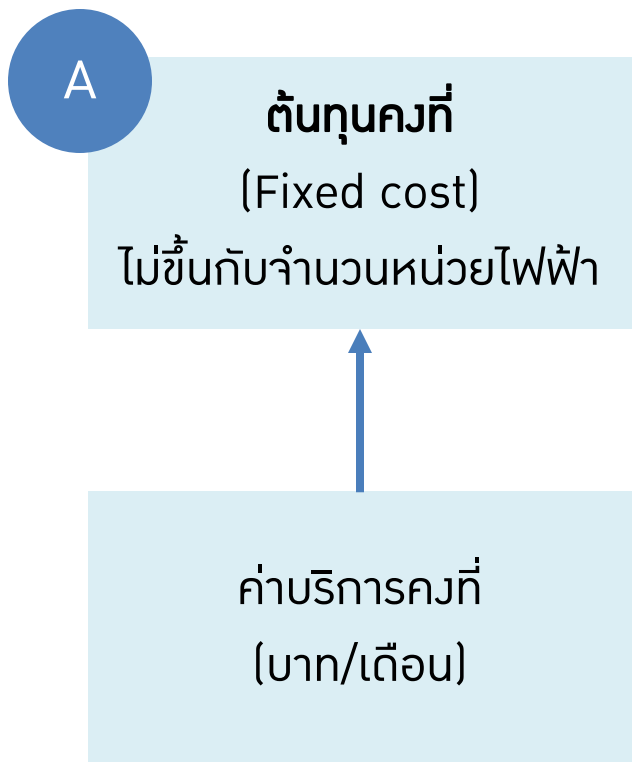 A
ต้นทุนคงที่
(Fixed cost)
ไม่ขึ้นกับจำนวนหน่วยไฟฟ้า
ค่าบริการคงที่
(บาท/เดือน)